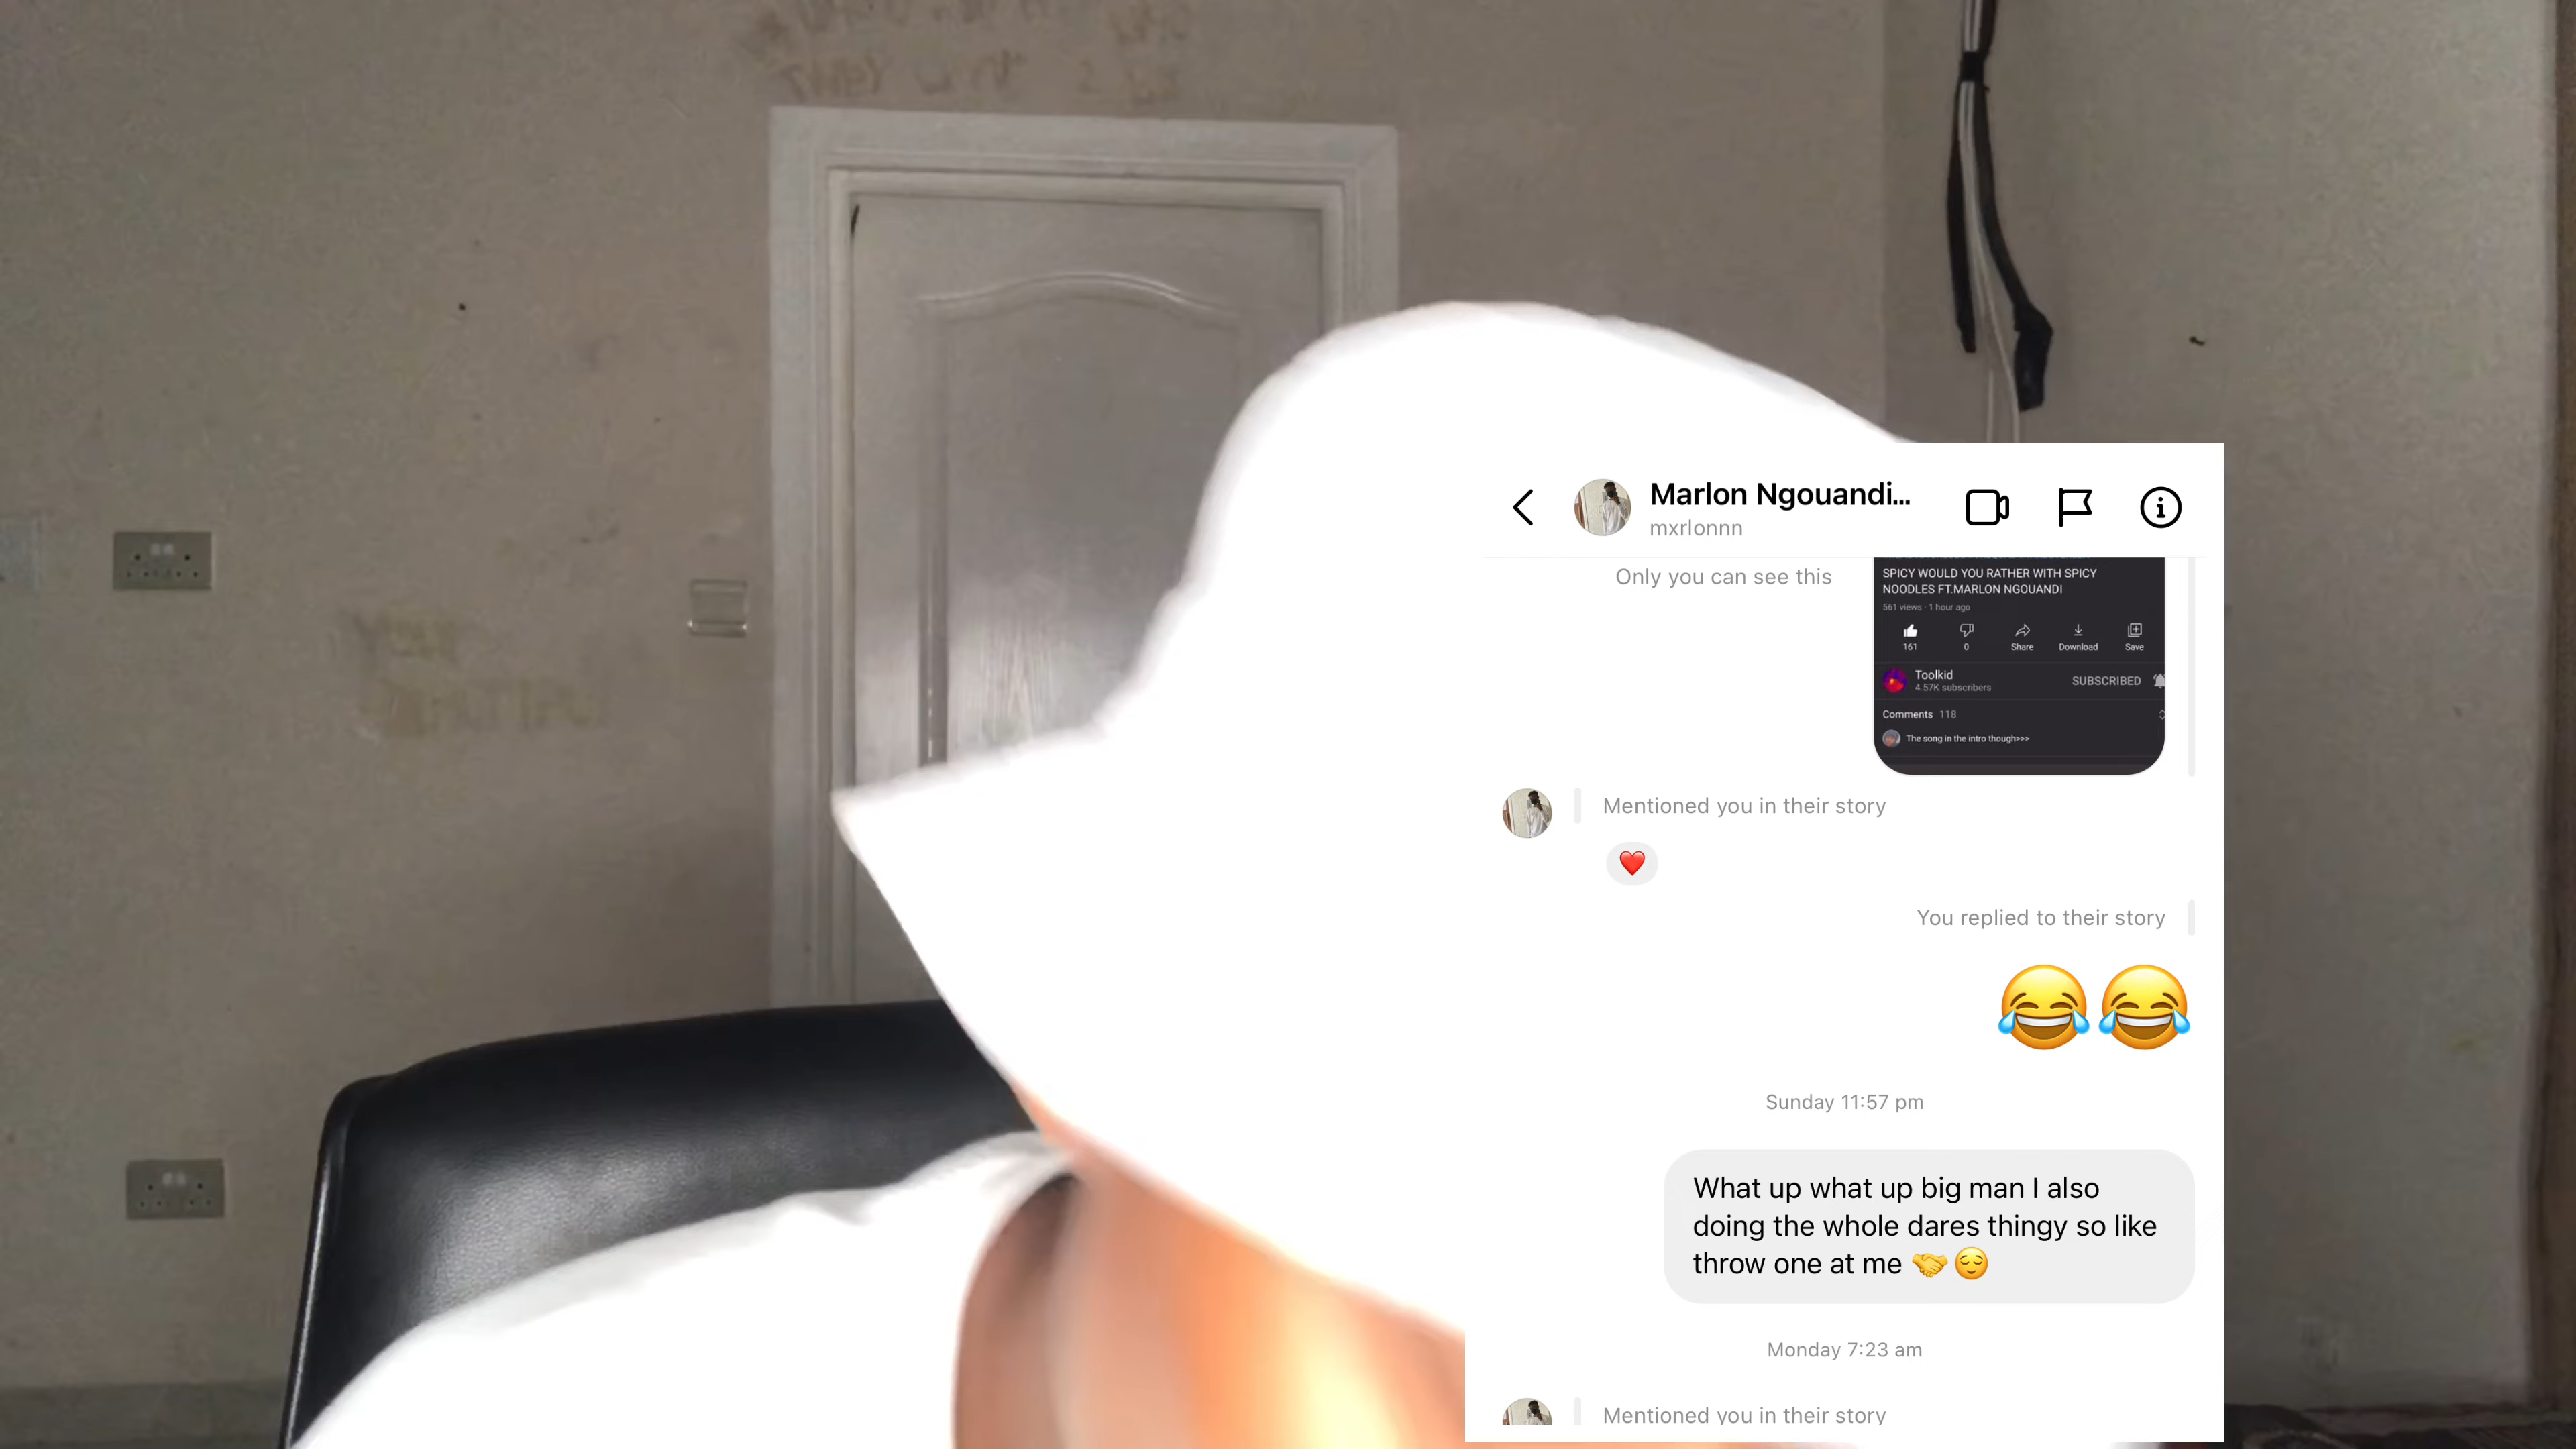 Marlon Ngouandi...
mxrlonnn
Only you can see this
SPICY WOULD YOU RATHER WITH SPICY
NOODLES FT.MARLON NGOUANDI
561 views · 1 hour ago
161
0
Share
Download
Save
Toolkid
4.57K subscribers
SUBSCRIBED
Comments 118
The song in the intro though>>>
Mentioned you in their story
❤️
You replied to their story
😂😂
Sunday 11:57 pm
What up what up big man I also
doing the whole dares thingy so like
throw one at me 🤝😌
Monday 7:23 am
Mentioned you in their story